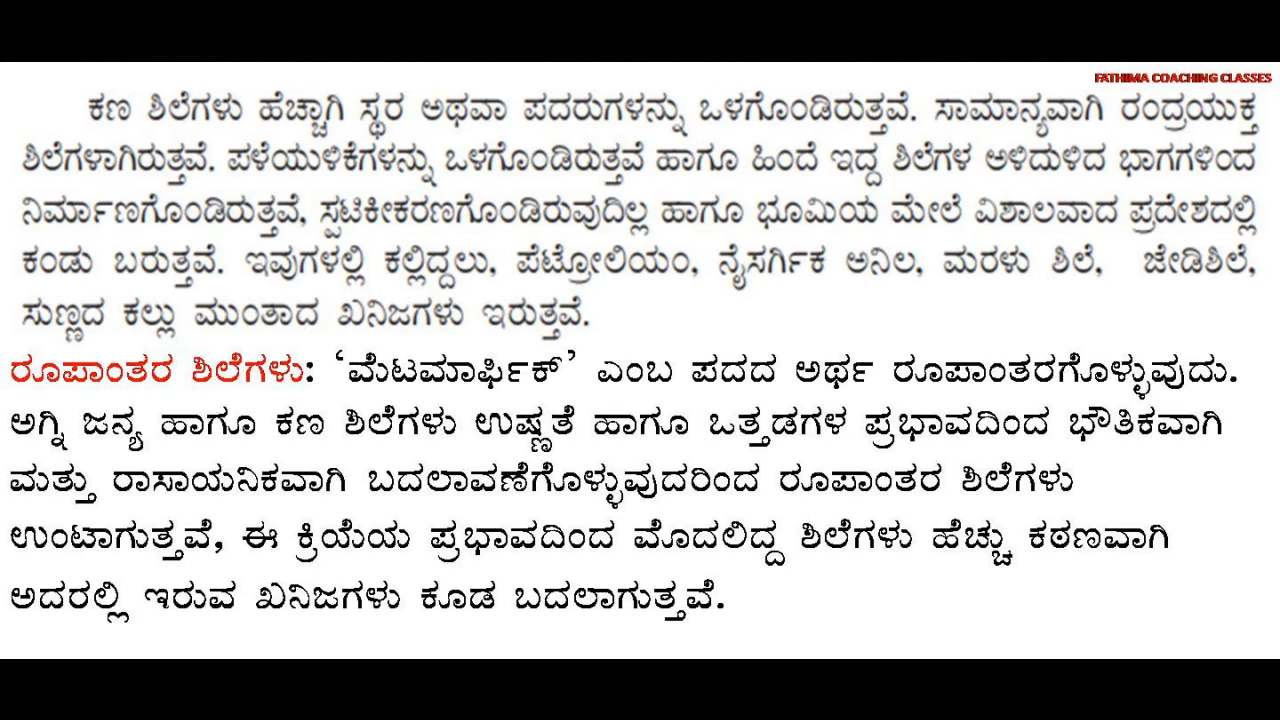 FATHIMA COACHING CLASSES
ಕಣ ಶಿಲೆಗಳು ಹೆಚ್ಚಾಗಿ ಸ್ಥರ ಅಥವಾ ಪದರುಗಳನ್ನು ಒಳಗೊಂಡಿರುತ್ತವೆ. ಸಾಮಾನ್ಯವಾಗಿ ರಂದ್ರಯುಕ್ತ
ಶಿಲೆಗಳಾಗಿರುತ್ತವೆ. ಪಳೆಯುಳಿಕೆಗಳನ್ನು ಒಳಗೊಂಡಿರುತ್ತವೆ ಹಾಗೂ ಹಿಂದೆ ಇದ್ದ ಶಿಲೆಗಳ ಅಳಿದುಳಿದ ಭಾಗಗಳಿಂದ
ನಿರ್ಮಾಣಗೊಂಡಿರುತ್ತವೆ, ಸ್ಪಟಿಕೀಕರಣಗೊಂಡಿರುವುದಿಲ್ಲ ಹಾಗೂ ಭೂಮಿಯ ಮೇಲೆ ವಿಶಾಲವಾದ ಪ್ರದೇಶದಲ್ಲಿ
ಕಂಡು ಬರುತ್ತವೆ. ಇವುಗಳಲ್ಲಿ ಕಲ್ಲಿದ್ದಲು, ಪೆಟ್ರೋಲಿಯಂ, ನೈಸರ್ಗಿಕ ಅನಿಲ, ಮರಳು ಶಿಲೆ, ಜೇಡಿಶಿಲೆ,
ಸುಣ್ಣದ ಕಲ್ಲು ಮುಂತಾದ ಖನಿಜಗಳು ಇರುತ್ತವೆ.
ರೂಪಾಂತರ ಶಿಲೆಗಳು: ‘ಮೆಟಮಾರ್ಫಿಕ್’ ಎಂಬ ಪದದ ಅರ್ಥ ರೂಪಾಂತರಗೊಳ್ಳುವುದು.
ಅಗ್ನಿ ಜನ್ಯ ಹಾಗೂ ಕಣ ಶಿಲೆಗಳು ಉಷ್ಣತೆ ಹಾಗೂ ಒತ್ತಡಗಳ ಪ್ರಭಾವದಿಂದ ಭೌತಿಕವಾಗಿ
ಮತ್ತು ರಾಸಾಯನಿಕವಾಗಿ ಬದಲಾವಣೆಗೊಳ್ಳುವುದರಿಂದ ರೂಪಾಂತರ ಶಿಲೆಗಳು
ಉಂಟಾಗುತ್ತವೆ, ಈ ಕ್ರಿಯೆಯ ಪ್ರಭಾವದಿಂದ ಮೊದಲಿದ್ದ ಶಿಲೆಗಳು ಹೆಚ್ಚು ಕಠಣವಾಗಿ
ಅದರಲ್ಲಿ ಇರುವ ಖನಿಜಗಳು ಕೂಡ ಬದಲಾಗುತ್ತವೆ.